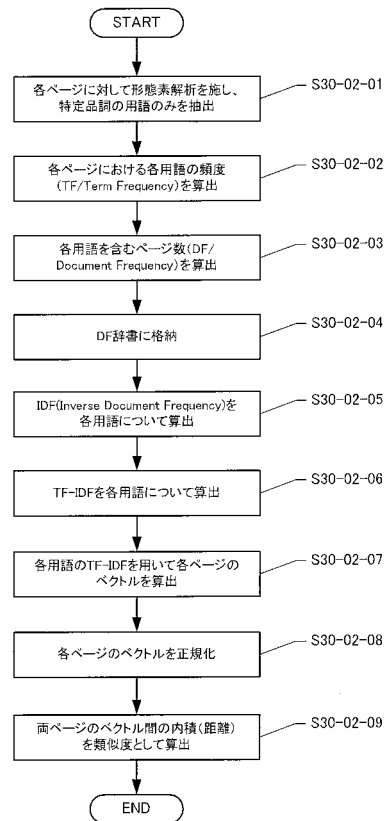 START
各ページに対して形態素解析を施し、
特定品詞の用語のみを抽出
S30-02-01
各ページにおける各用語の頻度
(TF/Term Frequency)を算出
S30-02-02
各用語を含むページ数(DF/
Document Frequency)を算出
S30-02-03
DF辞書に格納
S30-02-04
IDF(Inverse Document Frequency)を
各用語について算出
S30-02-05
TF-IDFを各用語について算出
S30-02-06
各用語のTF-IDFを用いて各ページの
ベクトルを算出
S30-02-07
各ページのベクトルを正規化
S30-02-08
両ページのベクトル間の内積(距離)
を類似度として算出
S30-02-09
END